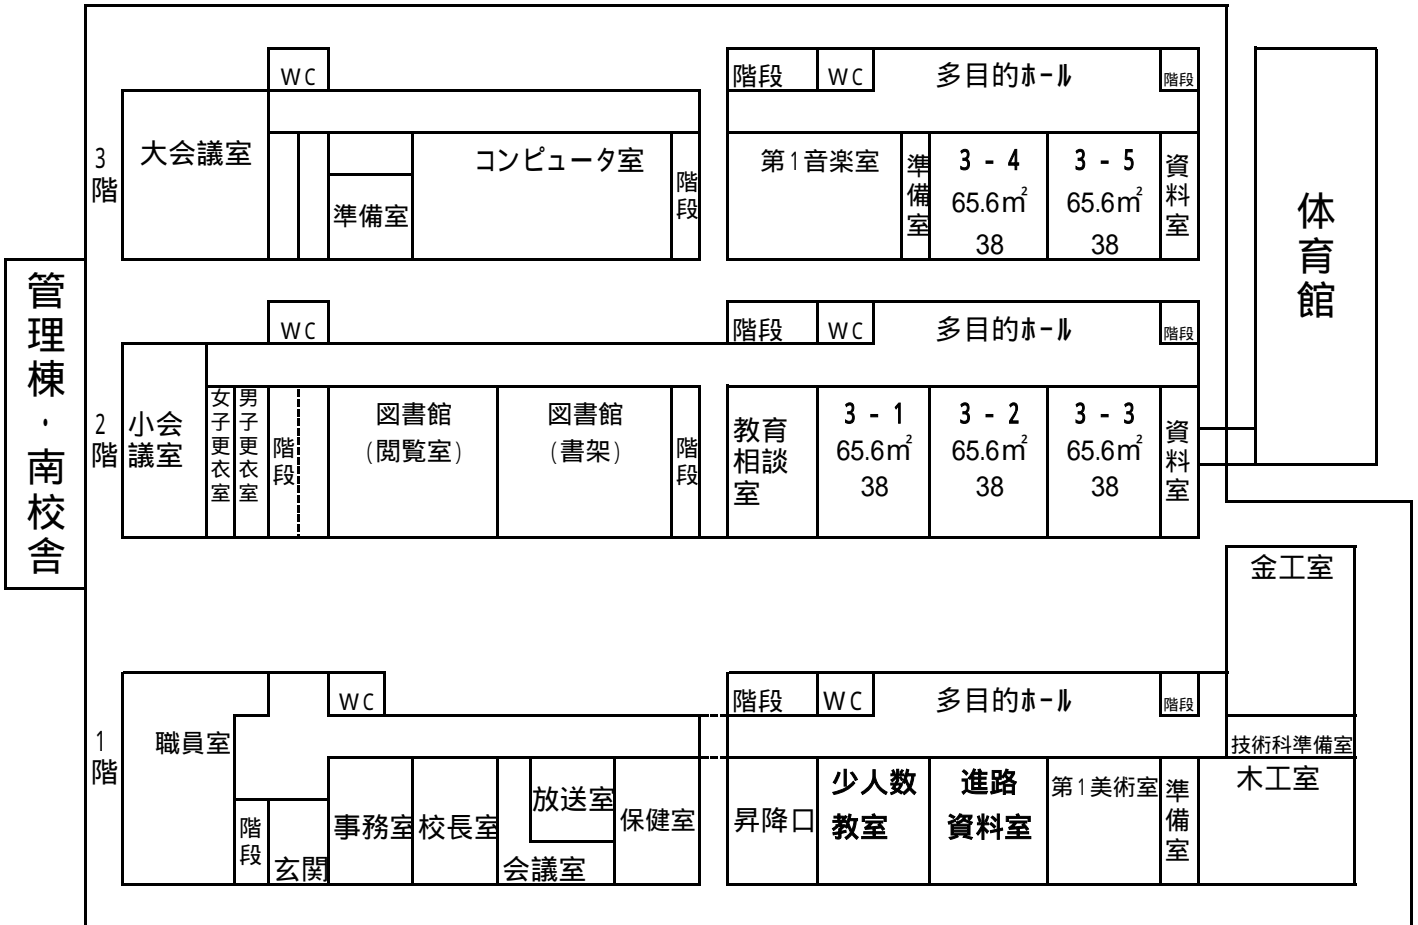 管理棟・南校舎
3階
WC
大会議室
準備室
コンピュータ室
階段
階段
WC
多目的ホール
階段
第1音楽室
準備室
3 - 4
65.6㎡
38
3 - 5
65.6㎡
38
資料室
体育館
2階
WC
小会議室
女子更衣室
男子更衣室
階段
図書館
(閲覧室)
図書館
(書架)
階段
階段
WC
多目的ホール
階段
教育相談室
3 - 1
65.6㎡
38
3 - 2
65.6㎡
38
3 - 3
65.6㎡
38
資料室
1階
職員室
WC
階段
玄関
事務室
校長室
放送室
会議室
保健室
階段
WC
多目的ホール
階段
昇降口
少人数
教室
進路
資料室
第1美術室
準備室
金工室
技術科準備室
木工室